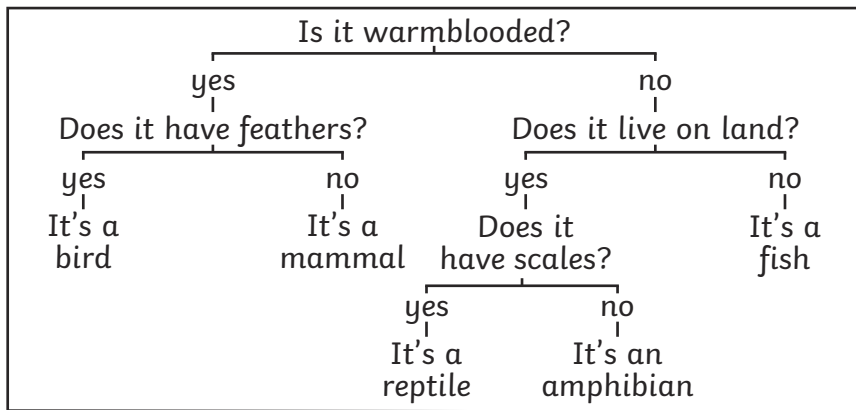 Is it warmblooded?
yes
no
Does it have feathers?
Does it live on land?
yes
no
yes
no
It's a
bird
It's a
mammal
Does it
have scales?
It's a
fish
yes
no
It's a
reptile
It's an
amphibian